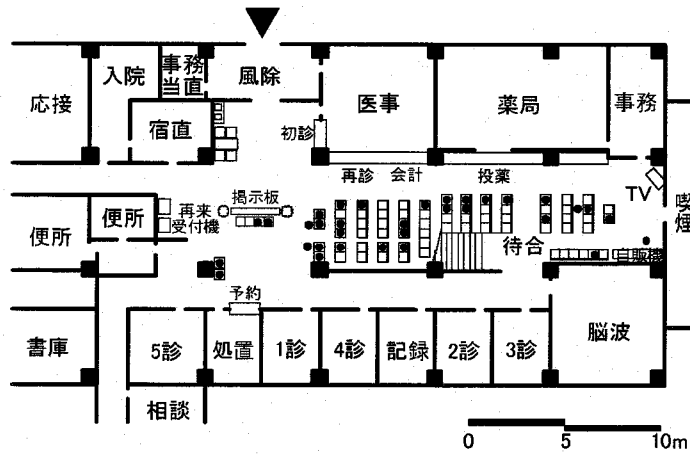 応接
入院
事務
当直
宿直
風除
初診
医事
薬局
事務
再診
会計
投薬
TV
喫煙
便所
便所
再来
受付機
掲示板
待合
自販機
予約
書庫
5診
処置
1診
4診
記録
2診
3診
脳波
相談
0
5
10m